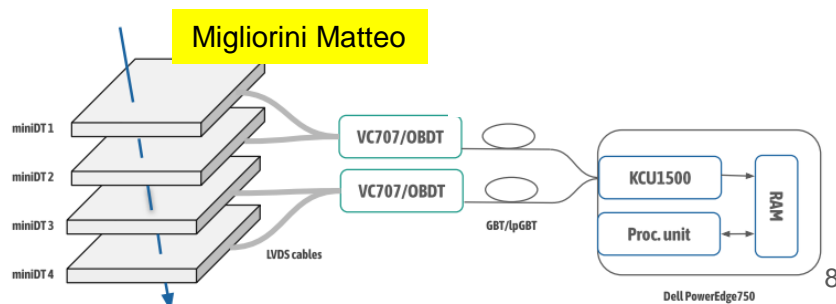 Migliorini Matteo
miniDT 1
miniDT 2
miniDT 3
miniDT 4
LVDS cables
VC707/OBDT
VC707/OBDT
GBT/lpGBT
KCU1500
Proc. unit
RAM
Dell PowerEdge750
8